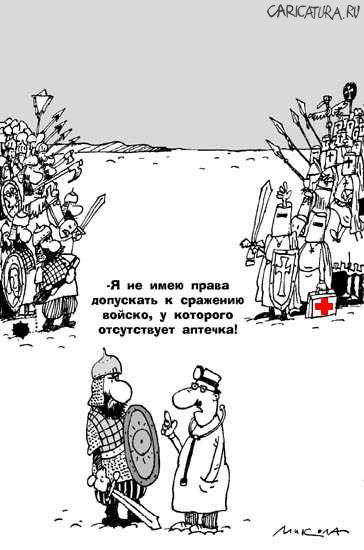 CARICATURA.RU
-Я не имею права
допускать к сражению
войско, у которого
отсутствует аптечка!
Микола